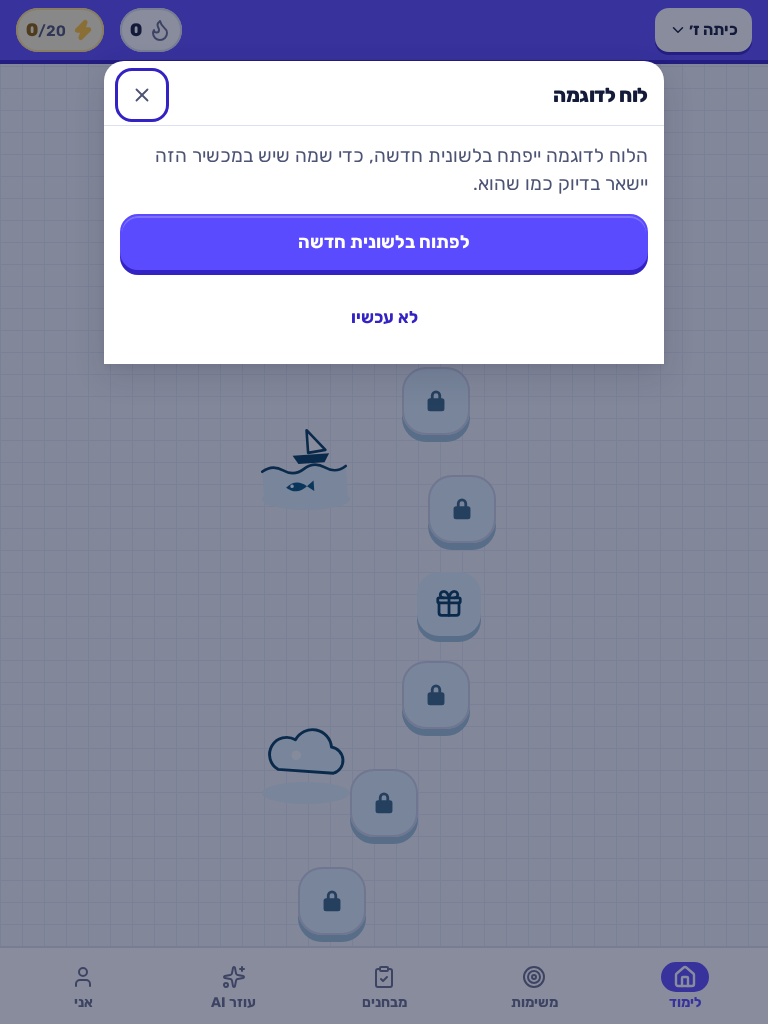 כיתה ז׳
0
0/20
לוח לדוגמה
הלוח לדוגמה ייפתח בלשונית חדשה, כדי שמה שיש במכשיר הזה
יישאר בדיוק כמו שהוא.
לפתוח בלשונית חדשה
לא עכשיו
לימוד
משימות
מבחנים
עוזר AI
אני